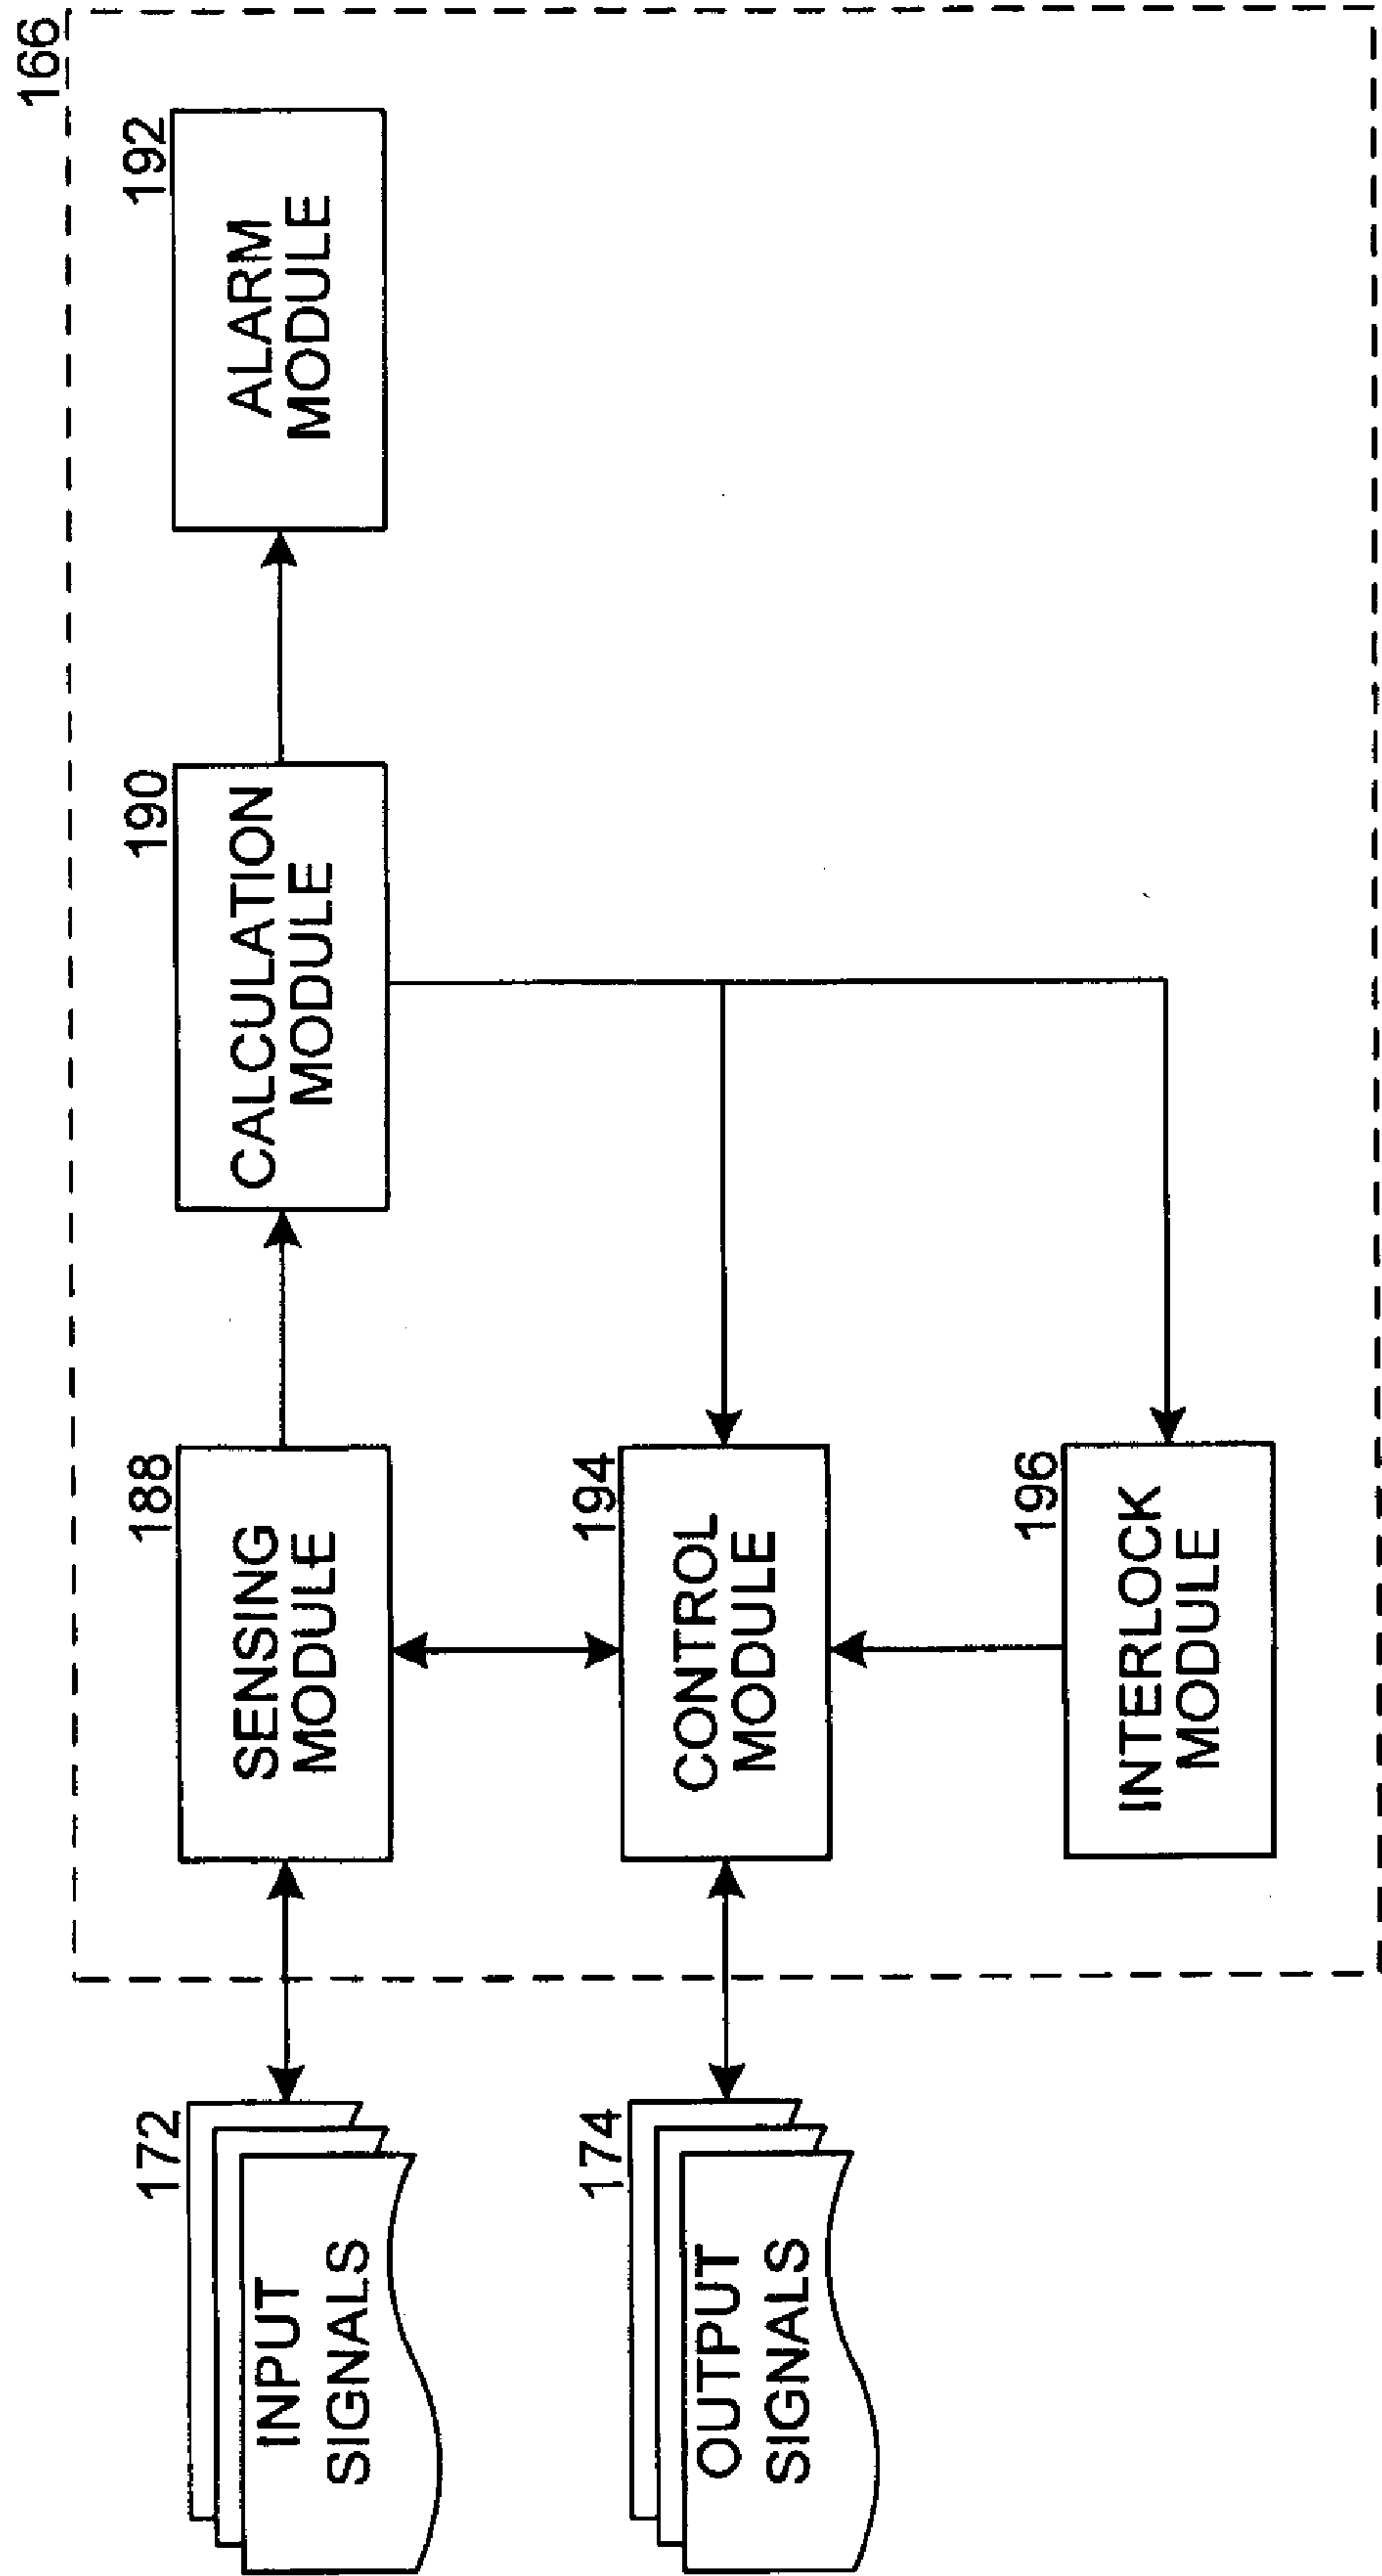 166
172
INPUT
SIGNALS
188
SENSING
MODULE
190
CALCULATION
MODULE
192
ALARM
MODULE
174
OUTPUT
SIGNALS
194
CONTROL
MODULE
196
INTERLOCK
MODULE